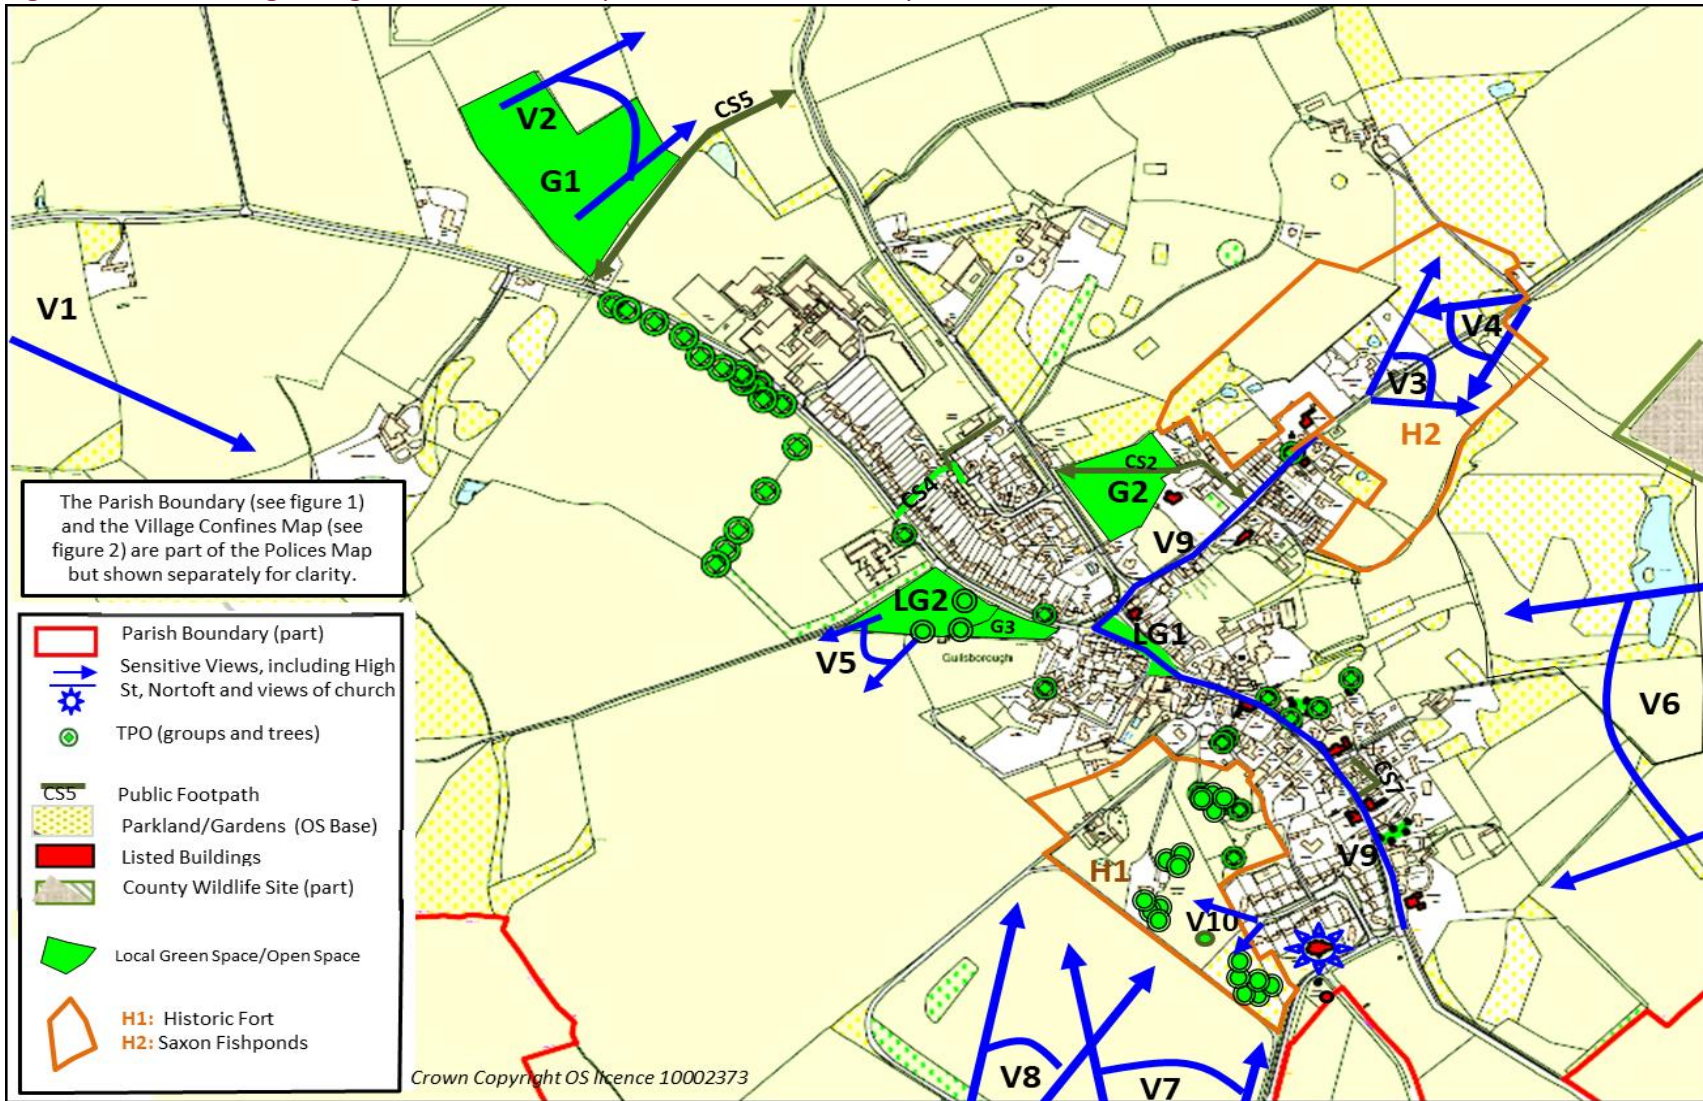 CS5
V2
G1
V1
V4
V3
H2
CS2
G2
CS4
V9
The Parish Boundary (see figure 1)
and the Village Confines Map (see
figure 2) are part of the Polices Map
but shown separately for clarity.
LG2
G3
LG1
V5
Guilsborough
V6
Parish Boundary (part)
Sensitive Views, including High
St, Nortoft and views of church
TPO (groups and trees)
CS5 Public Footpath
Parkland/Gardens (OS Base)
Listed Buildings
County Wildlife Site (part)
Local Green Space/Open Space
H1: Historic Fort
H2: Saxon Fishponds
CS7
V9
H1
V10
V8
V7
Crown Copyright OS licence 10002373